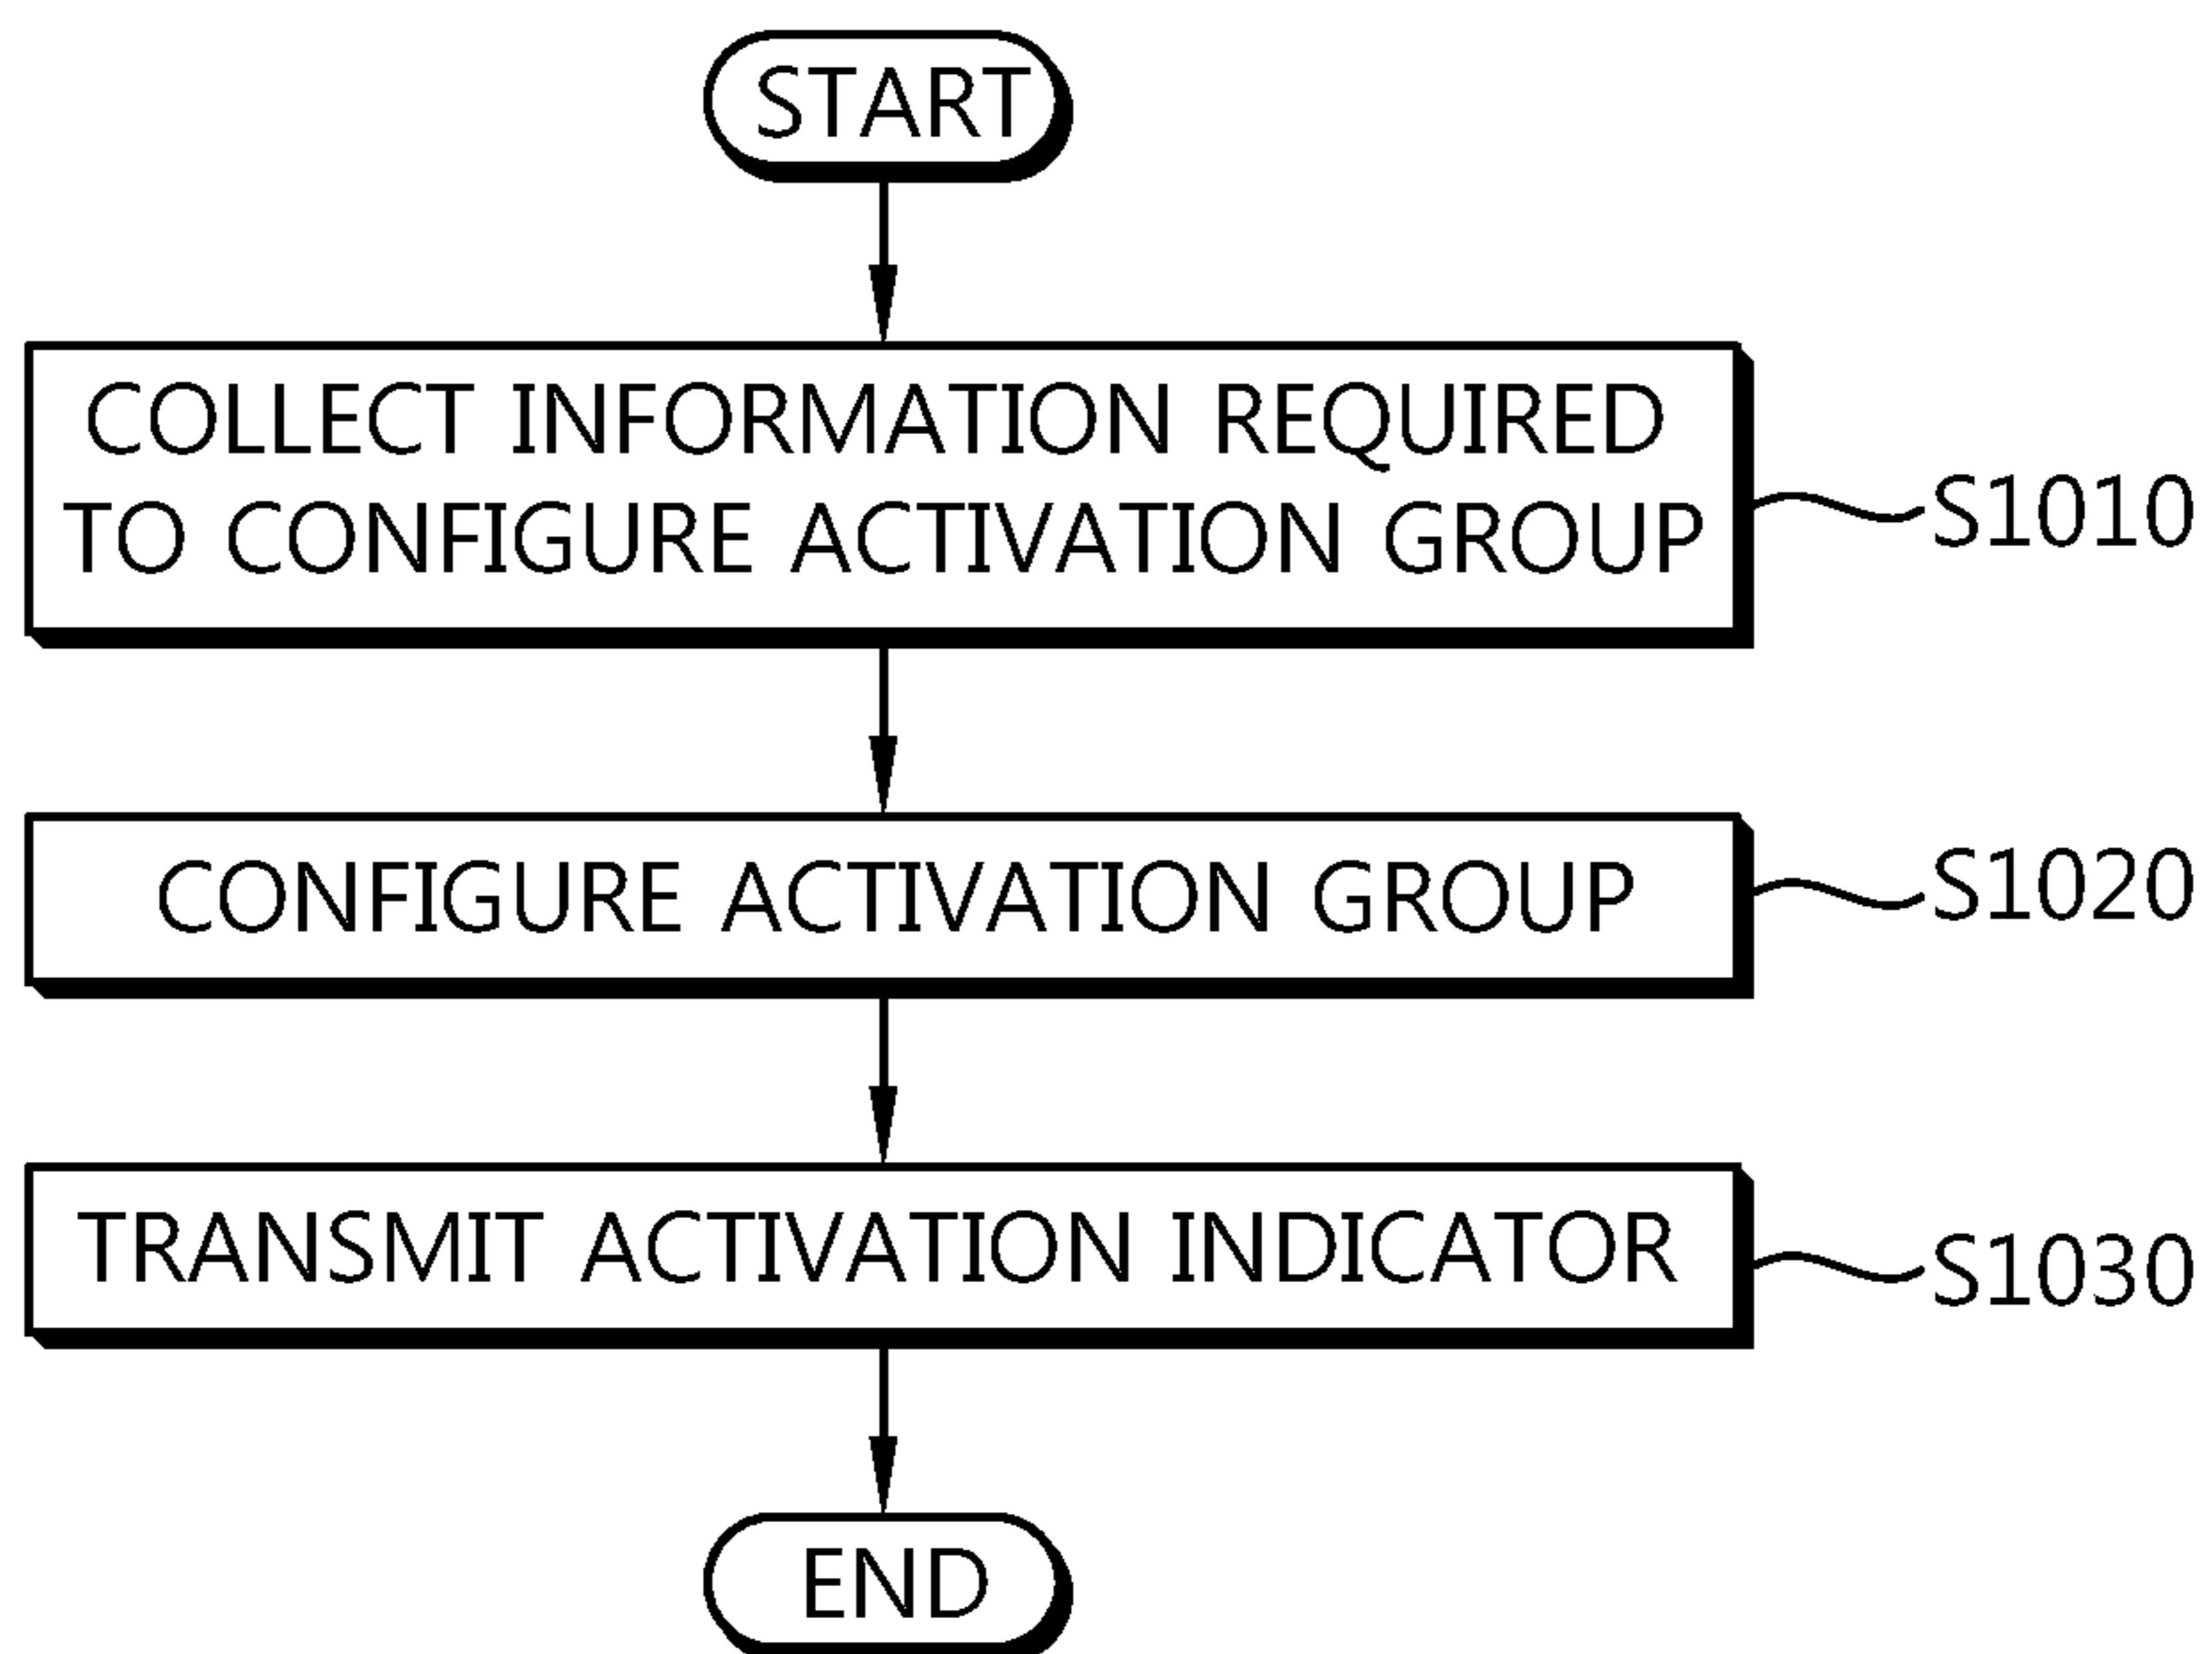 START
COLLECT INFORMATION REQUIRED
TO CONFIGURE ACTIVATION GROUP
S1010
CONFIGURE ACTIVATION GROUP
S1020
TRANSMIT ACTIVATION INDICATOR
S1030
END